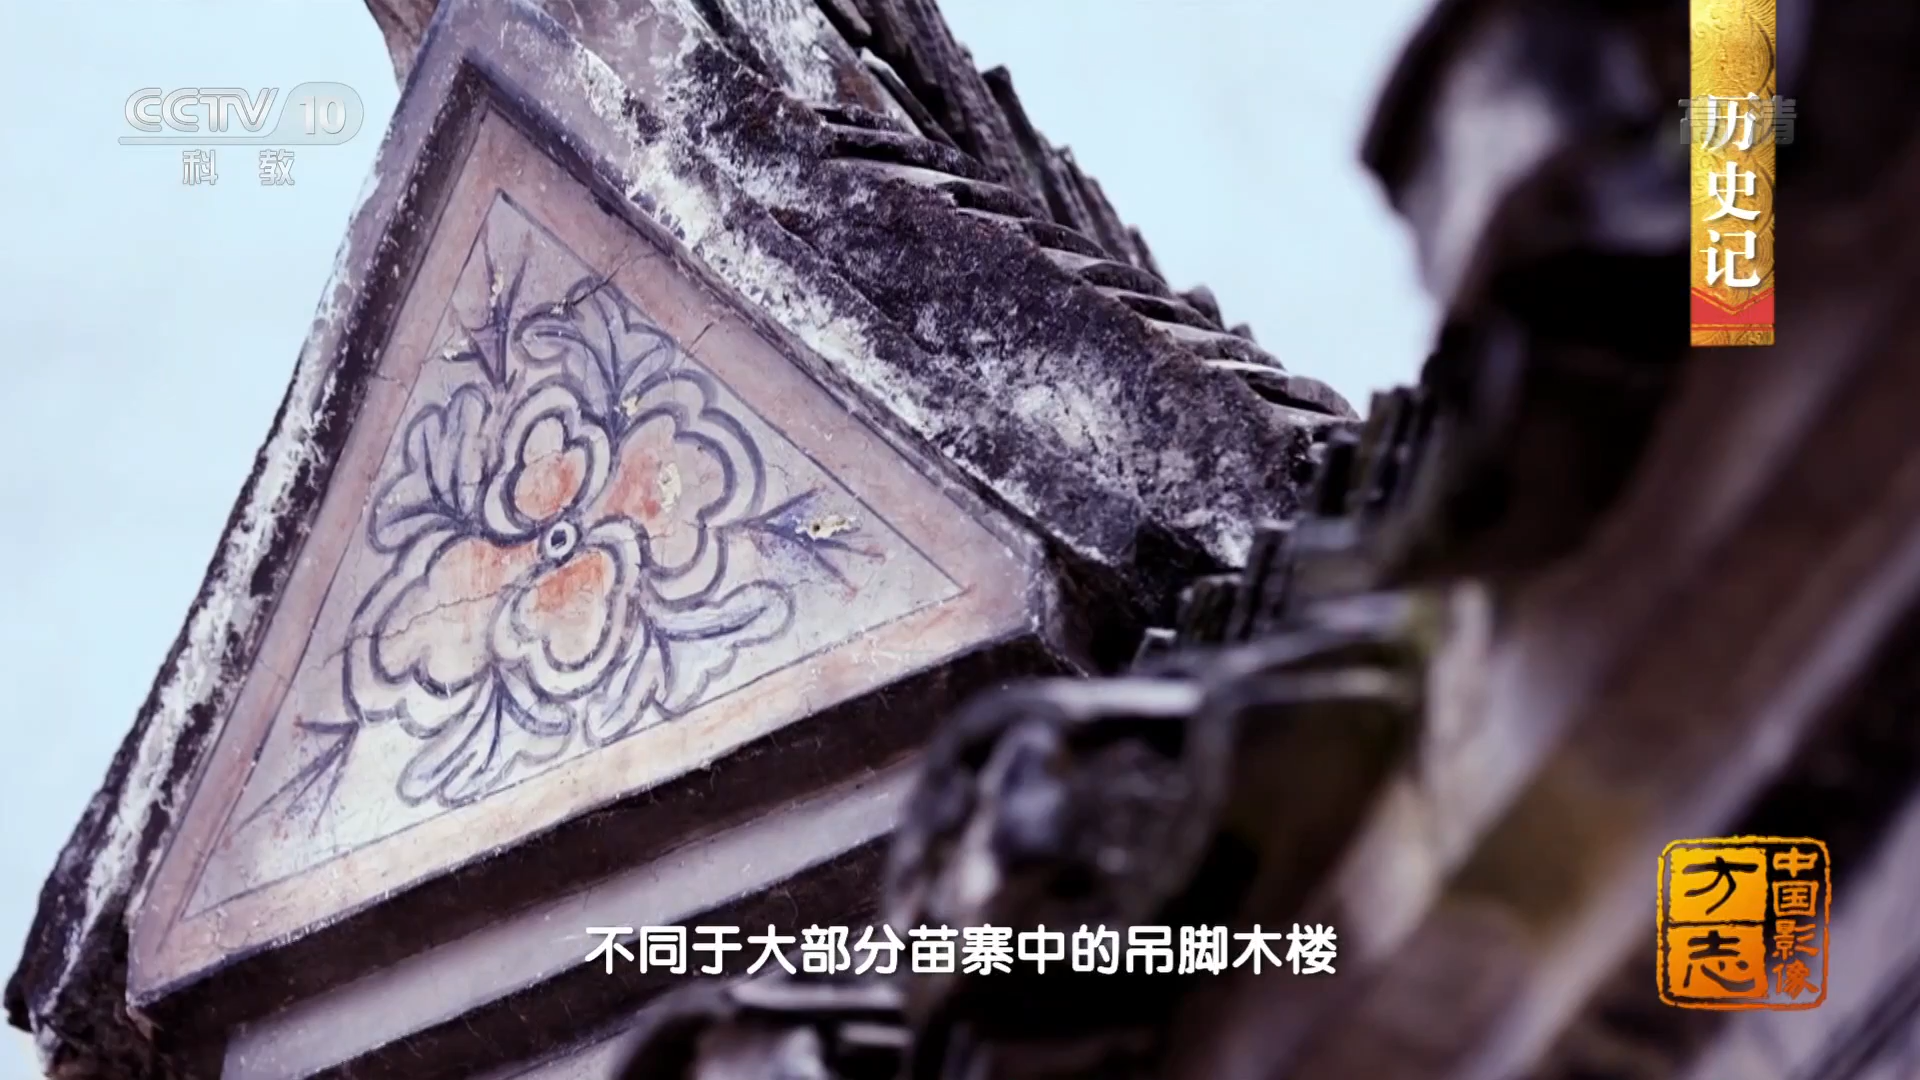 CCTV 10
科教
高清
历史记
不同于大部分苗寨中的吊脚木楼
中国影像
方志